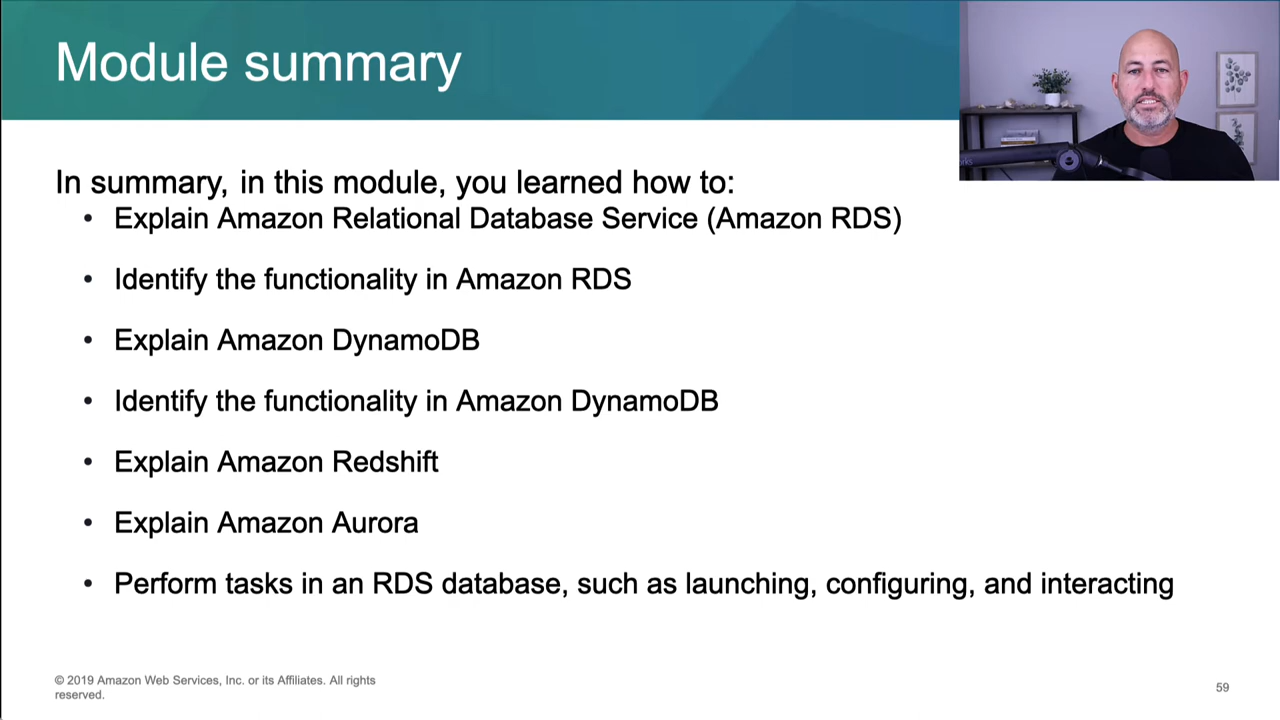 Module summary
In summary, in this module, you learned how to:
• Explain Amazon Relational Database Service (Amazon RDS)
• Identify the functionality in Amazon RDS
• Explain Amazon DynamoDB
• Identify the functionality in Amazon DynamoDB
• Explain Amazon Redshift
• Explain Amazon Aurora
• Perform tasks in an RDS database, such as launching, configuring, and interacting
© 2019 Amazon Web Services, Inc. or its Affiliates. All rights
reserved.
59